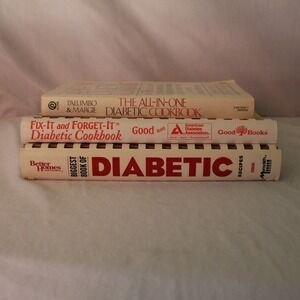 PALUMBO
& MARGIE
THE ALL-IN-ONE
DIABETIC COOKBOOK
FIX-IT and FORGET-IT™
Diabetic Cookbook
Good
American
Diabetes
Association
Good Books
Better Homes
BIGGEST
BOOK OF
DIABETIC
RECIPES